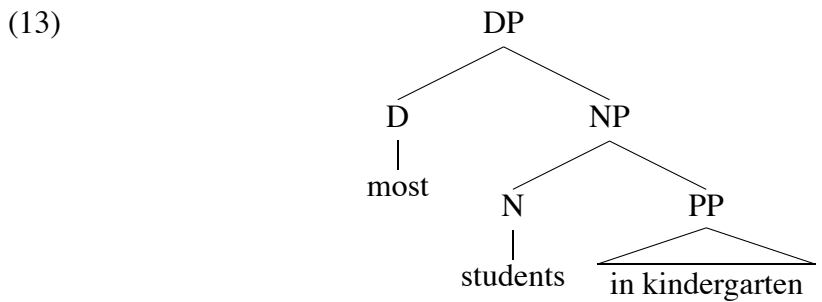 (13) DP
D NP
most
N PP
students in kindergarten